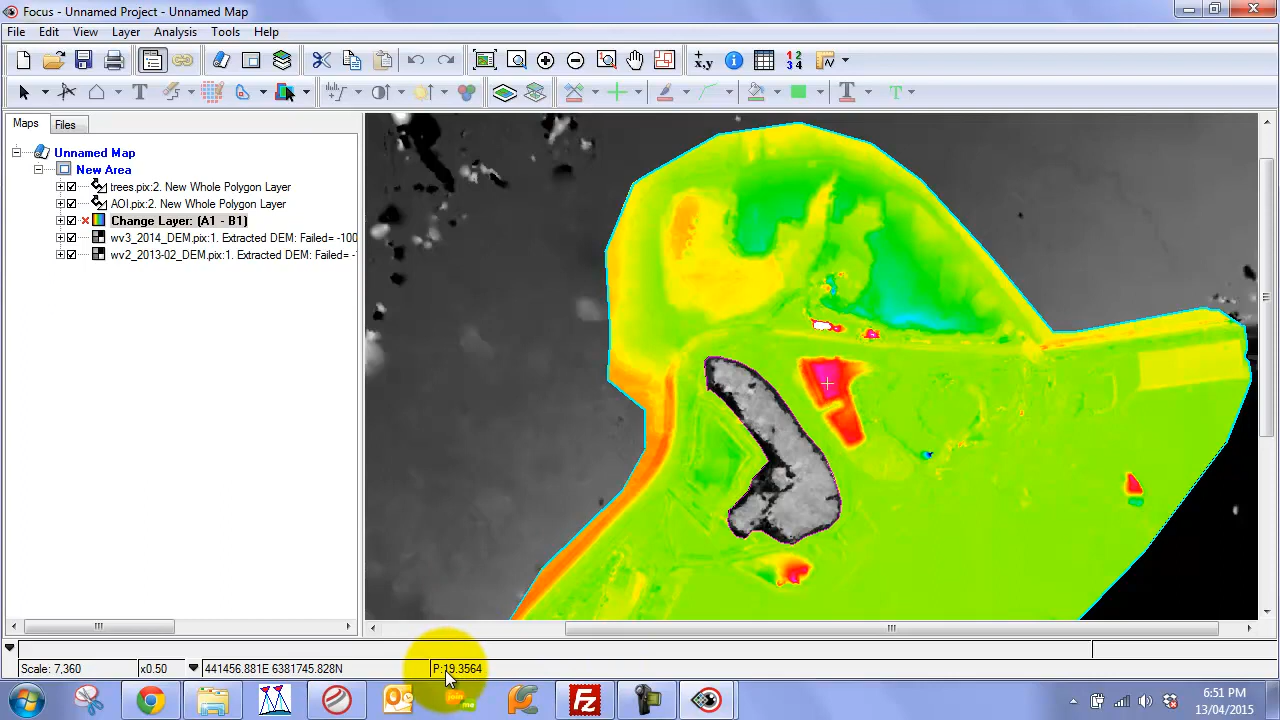 Focus - Unnamed Project - Unnamed Map
File Edit View Layer Analysis Tools Help
Maps Files
Unnamed Map
New Area
trees.pix:2. New Whole Polygon Layer
AOI.pix:2. New Whole Polygon Layer
Change Layer: (A1 - B1)
wv3_2014_DEM.pix:1. Extracted DEM: Failed= -100
wv2_2013-02_DEM.pix:1. Extracted DEM: Failed= -
Scale: 7,360 x0.50 441456.881E 6381745.828N P:19.3564
6:51 PM
13/04/2015